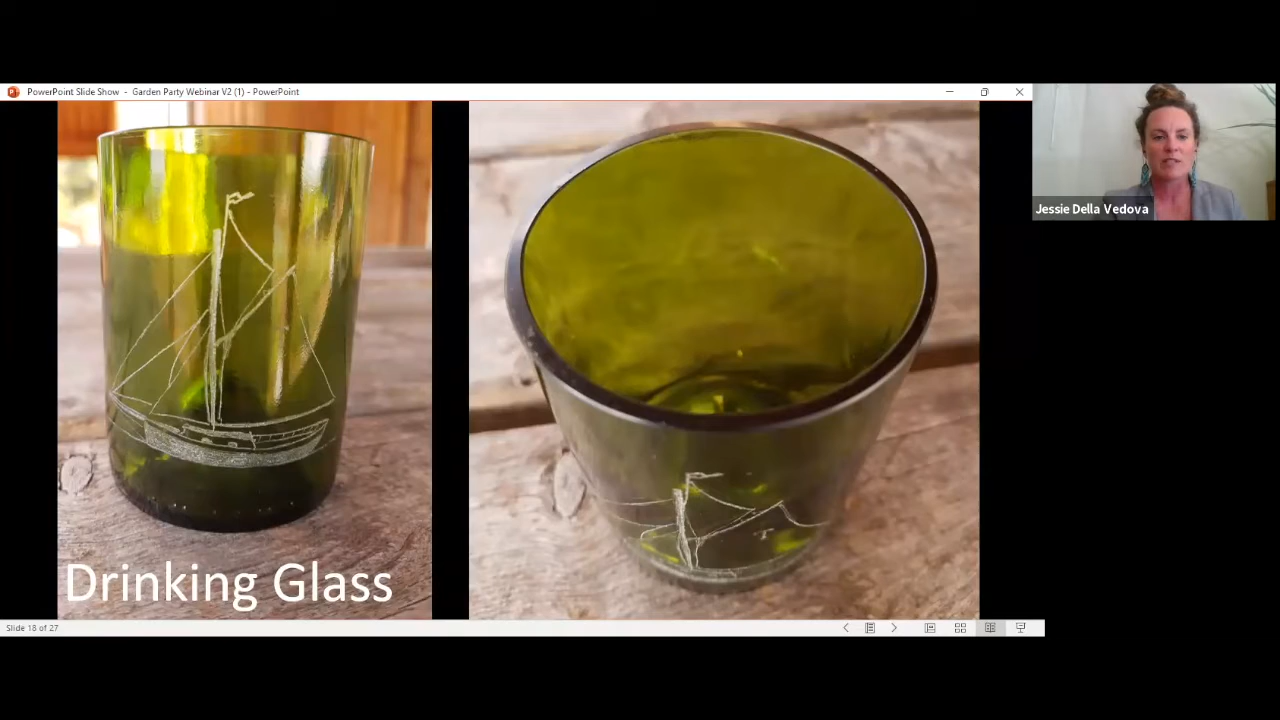 PowerPoint Slide Show - Garden Party Webinar V2 (1) - PowerPoint
Jessie Della Vedova
Drinking Glass
Slide 18 of 27